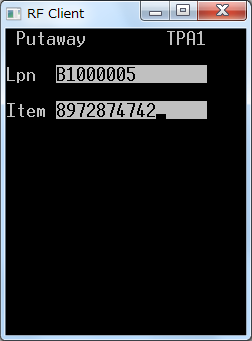 RF Client
Putaway TPA1
Lpn B1000005
Item 8972874742